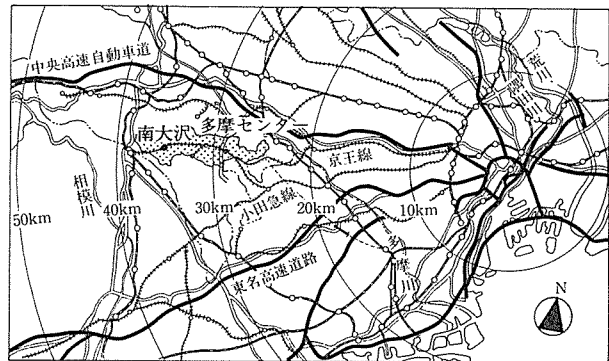 中央高速自動車道
荒川
隅田川
多摩センター
南大沢
京王線
相模川
小田急線
50km
40km
30km
20km
10km
多摩川
東名高速道路
N